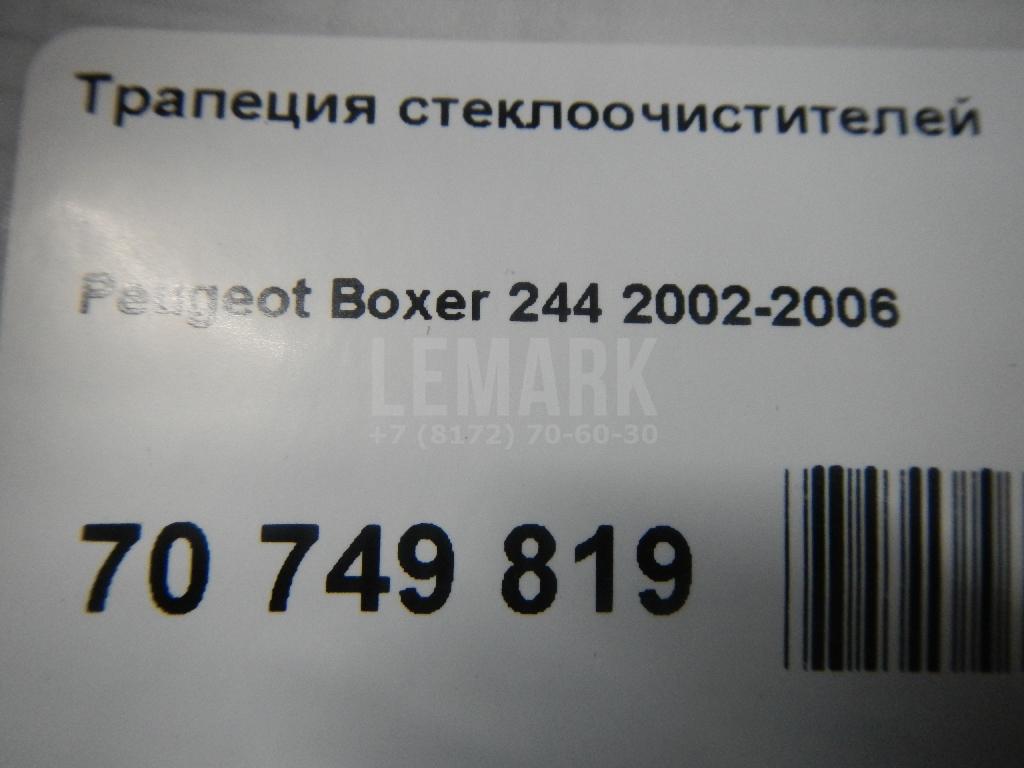 Трапеция стеклоочистителей
Peugeot Boxer 244 2002-2006
LEMARK
+7 (8172) 70-60-30
70 749 819